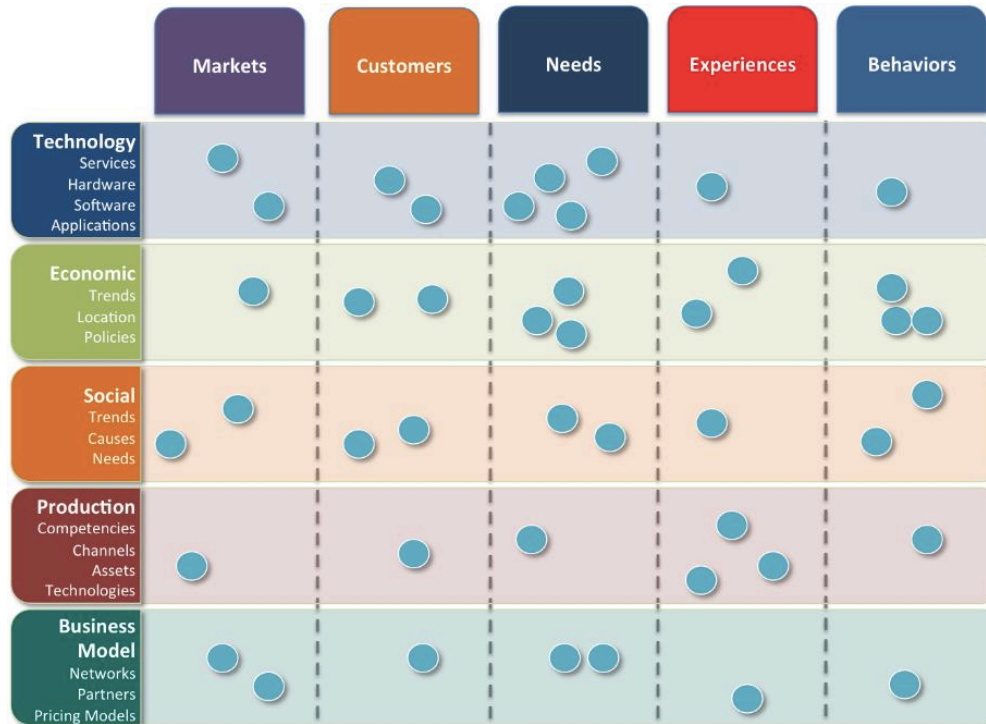 Markets
Customers
Needs
Experiences
Behaviors
Technology
Services
Hardware
Software
Applications
Economic
Trends
Location
Policies
Social
Trends
Causes
Needs
Production
Competencies
Channels
Assets
Technologies
Business
Model
Networks
Partners
Pricing Models